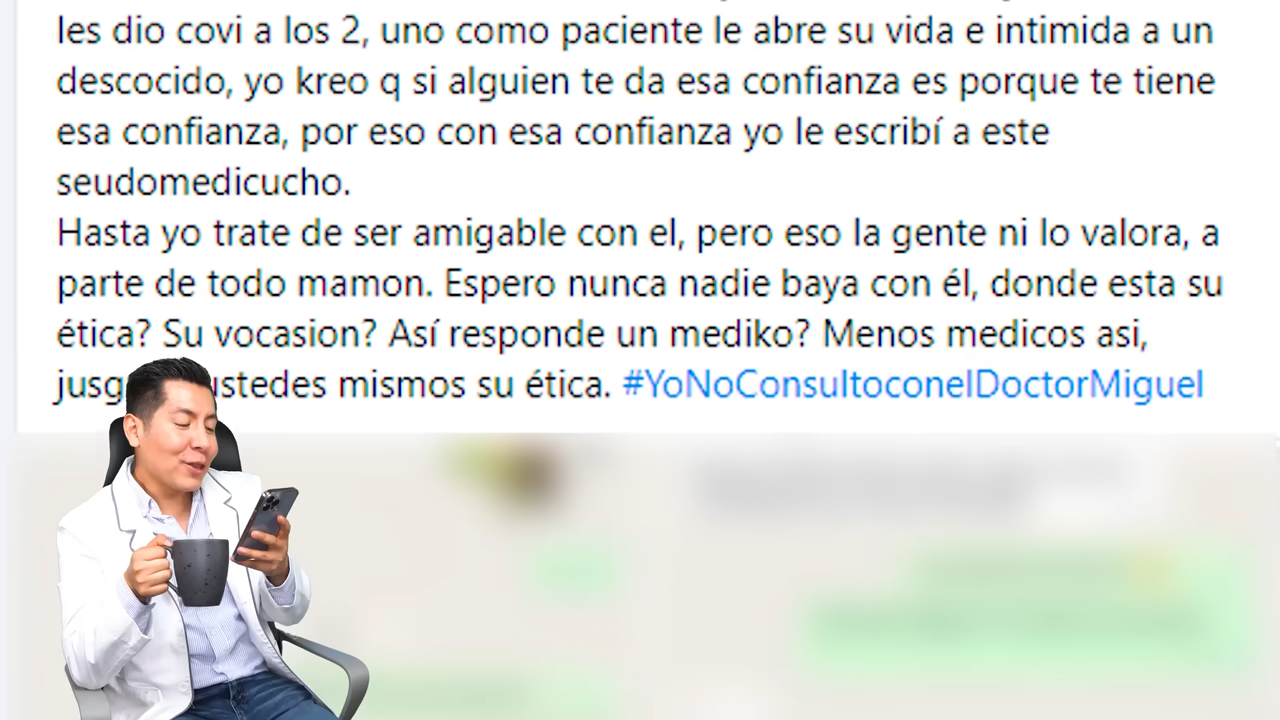 les dio covi a los 2, uno como paciente le abre su vida e intimida a un
descocido, yo kreo q si alguien te da esa confianza es porque te tiene
esa confianza, por eso con esa confianza yo le escribí a este
seudomedicucho.
Hasta yo trate de ser amigable con el, pero eso la gente ni lo valora, a
parte de todo mamon. Espero nunca nadie baya con él, donde esta su
ética? Su vocasion? Así responde un mediko? Menos medicos asi,
jusg ustedes mismos su ética. #YoNoConsultoconelDoctorMiguel